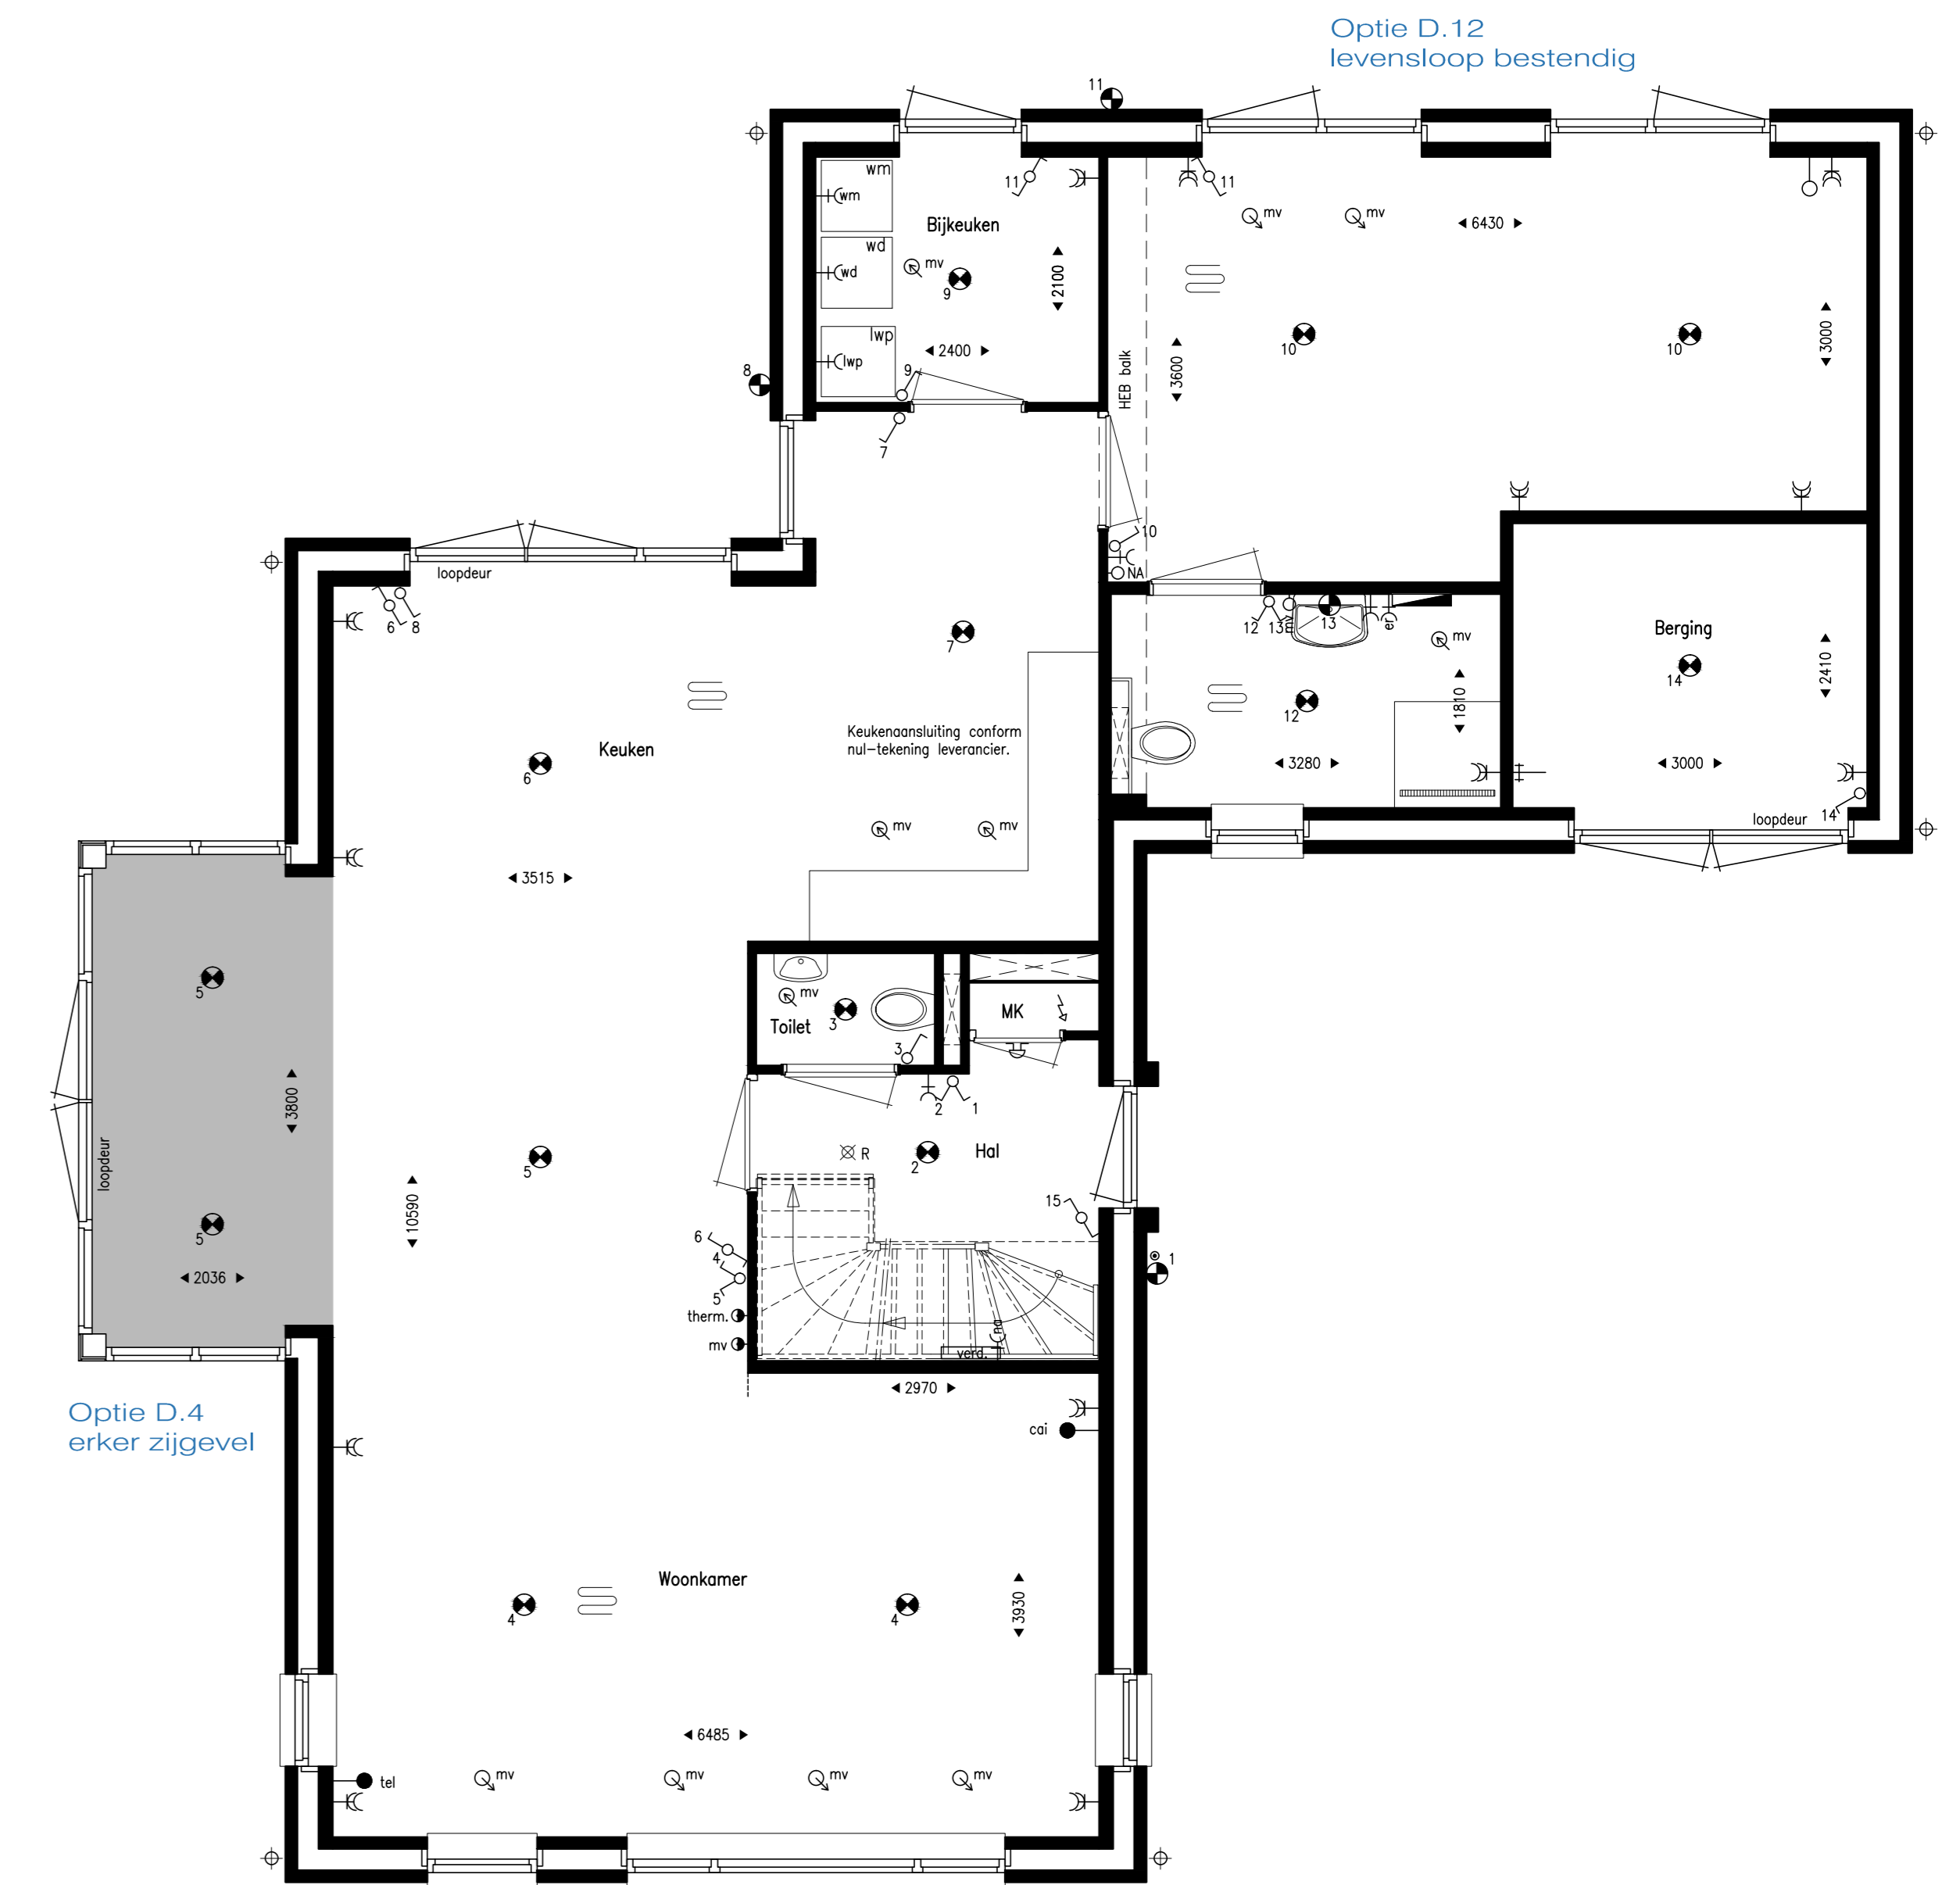 Optie D.12
levensloop bestendig
11
wm
wm
11
11
mv
mv
6430
Bijkeuken
wd
wd
mv
9
2100
lwp
lwp
2400
10
10
3000
3600
HEB balk
8
9
7
10
NA
loopdeur
6
8
7
12
13
mv
13
er
mv
Berging
14
2410
12
1810
3280
3000
Keukenaansluiting conform
nul-tekening leverancier.
Keuken
6
mv
mv
loopdeur
14
3515
5
mv
Toilet
3
MK
3
2
1
3800
loopdeur
5
R
2
Hal
10590
5
15
6
4
5
1
2036
therm.
mv
na
verd.
2970
Optie D.4
erker zijgevel
cai
Woonkamer
4
4
3930
6485
tel
mv
mv
mv
mv